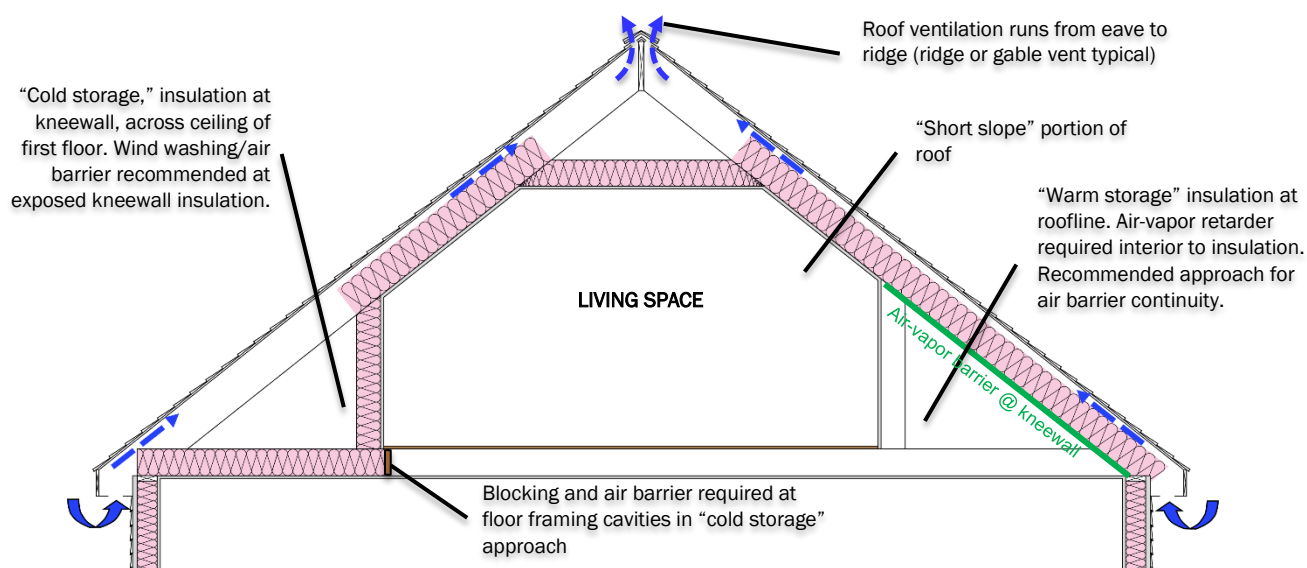 Roof ventilation runs from eave to
ridge (ridge or gable vent typical)
“Cold storage,” insulation at
kneewall, across ceiling of
first floor. Wind washing/air
barrier recommended at
exposed kneewall insulation.
“Short slope” portion of
roof
“Warm storage” insulation at
roofline. Air-vapor retarder
required interior to insulation.
Recommended approach for
air barrier continuity.
LIVING SPACE
Air-vapor barrier @ kneewall
Blocking and air barrier required at
floor framing cavities in “cold storage”
approach